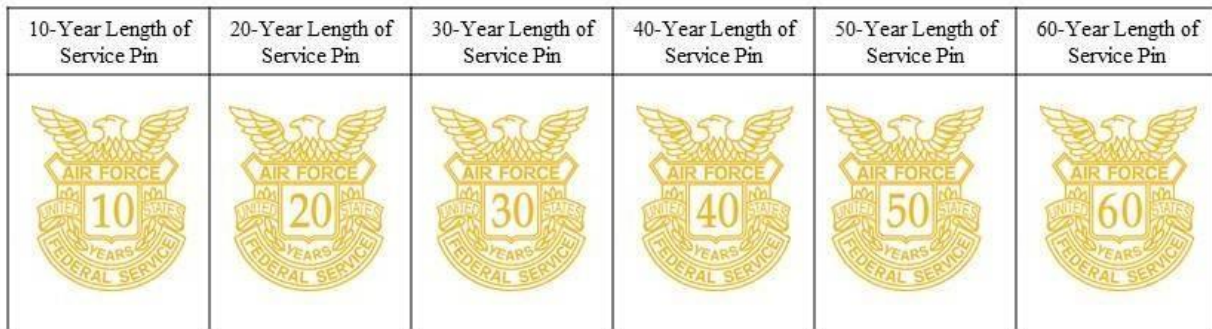 10-Year Length of
Service Pin
20-Year Length of
Service Pin
30-Year Length of
Service Pin
40-Year Length of
Service Pin
50-Year Length of
Service Pin
60-Year Length of
Service Pin
AIR FORCE
UNITED 10 STATES
YEARS
FEDERAL SERVICE
AIR FORCE
UNITED 20 STATES
YEARS
FEDERAL SERVICE
AIR FORCE
UNITED 30 STATES
YEARS
FEDERAL SERVICE
AIR FORCE
UNITED 40 STATES
YEARS
FEDERAL SERVICE
AIR FORCE
UNITED 50 STATES
YEARS
FEDERAL SERVICE
AIR FORCE
UNITED 60 STATES
YEARS
FEDERAL SERVICE